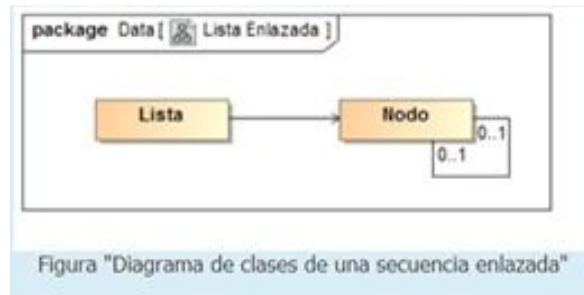 package Data [ Lista Enlazada ]
Lista
Nodo
0..1
0..1
Figura "Diagrama de clases de una secuencia enlazada"